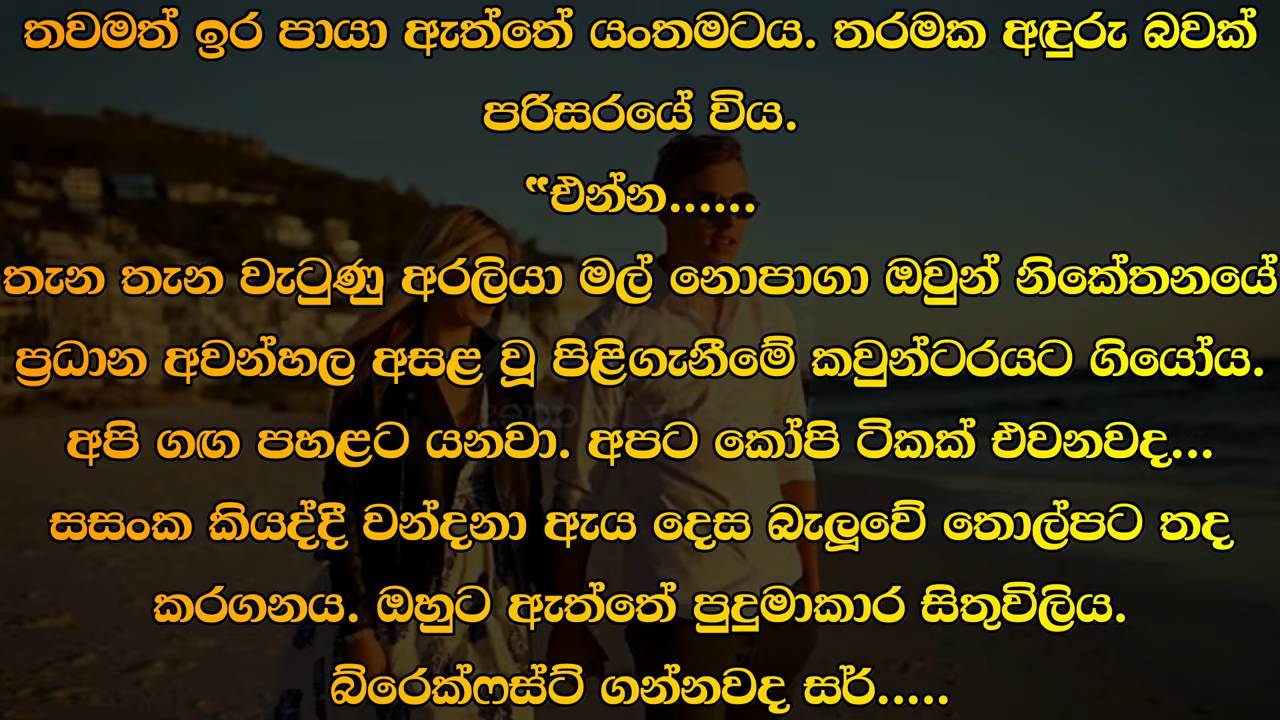 තවමත් ඉර පායා ඇත්තේ යංතමටය. තරමක අඳුරු බවක්
පරිසරයේ විය.
“එන්න......
තැන තැන වැටුණු අරලියා මල් නොපාගා ඔවුන් නිකේතනයේ
ප්‍රධාන අවන්හල අසළ වූ පිළිගැනීමේ කවුන්ටරයට ගියෝය.
අපි ගඟ පහළට යනවා. අපට කෝපි ටිකක් එවනවද...
සසංක කියද්දී වන්දනා ඇය දෙස බැලුවේ තොල්පට තද
කරගනය. ඔහුට ඇත්තේ පුදුමාකාර සිතුවිලිය.
බ්රෙක්ෆස්ට් ගන්නවද සර්.....